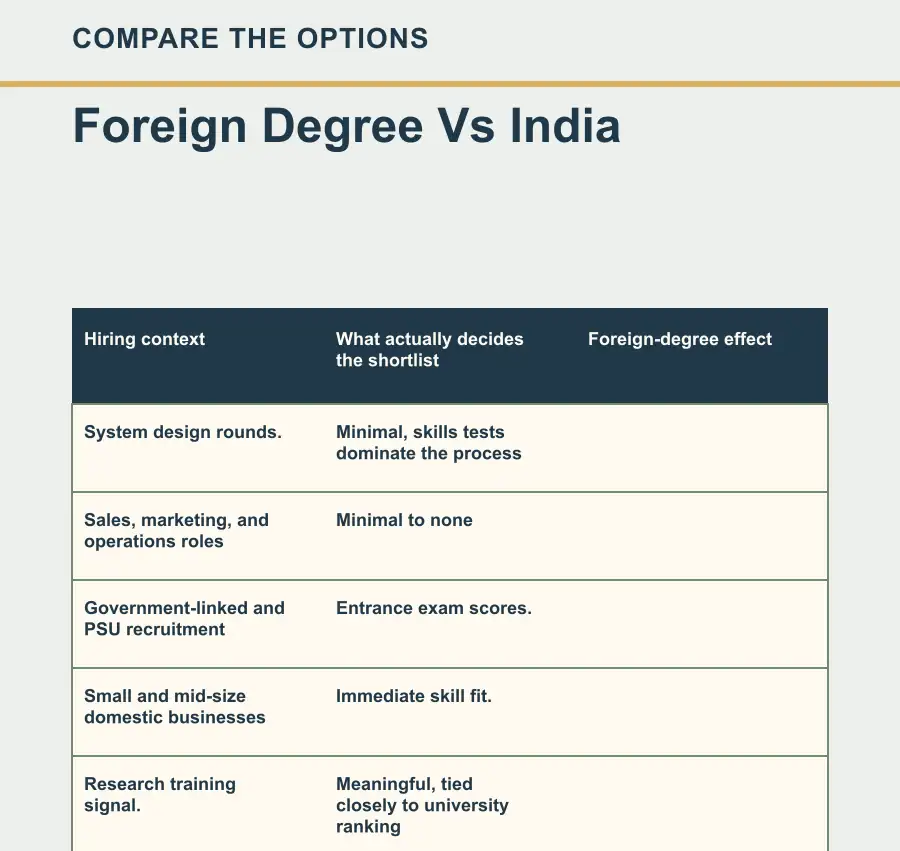 COMPARE THE OPTIONS
Foreign Degree Vs India
Hiring context
What actually decides
the shortlist
Foreign-degree effect
System design rounds.
Minimal, skills tests
dominate the process
Sales, marketing, and
operations roles
Minimal to none
Government-linked and
PSU recruitment
Entrance exam scores.
Small and mid-size
domestic businesses
Immediate skill fit.
Research training
signal.
Meaningful, tied
closely to university
ranking